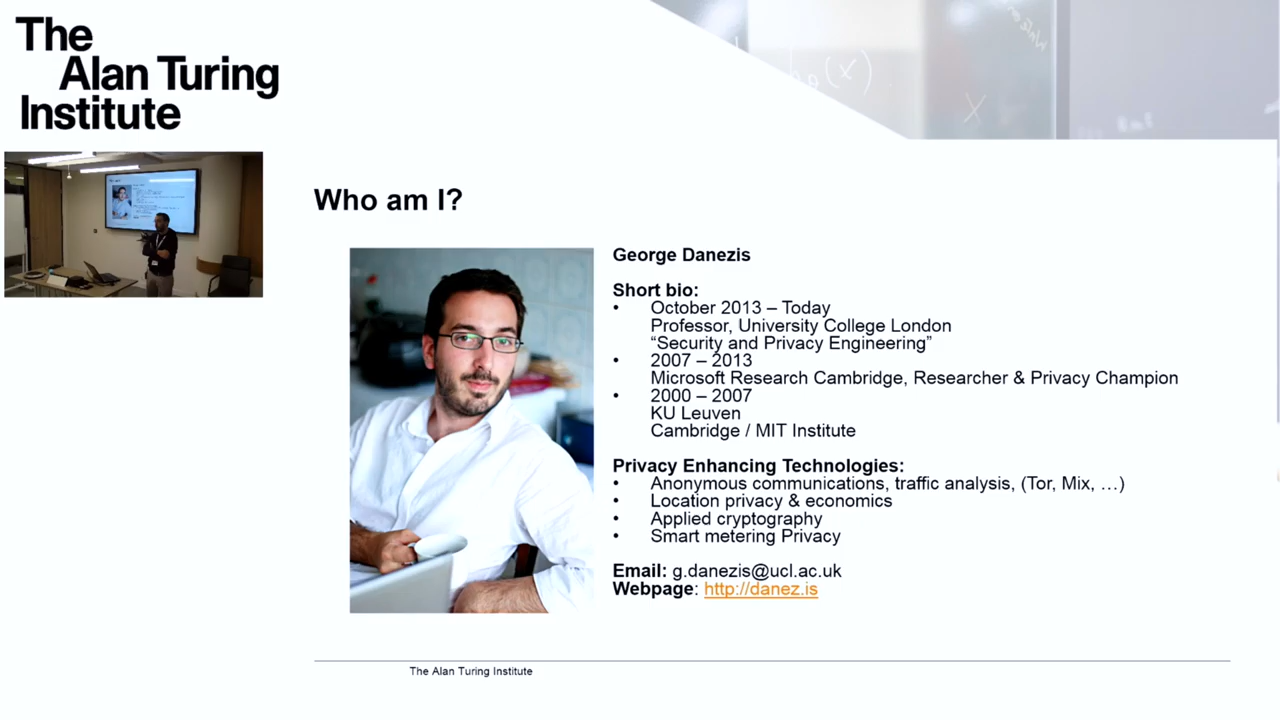 The
Alan Turing
Institute
Who am I?
George Danezis
Short bio:
• October 2013 – Today
Professor, University College London
“Security and Privacy Engineering”
• 2007 – 2013
Microsoft Research Cambridge, Researcher & Privacy Champion
• 2000 – 2007
KU Leuven
Cambridge / MIT Institute
Privacy Enhancing Technologies:
• Anonymous communications, traffic analysis, (Tor, Mix, …)
• Location privacy & economics
• Applied cryptography
• Smart metering Privacy
Email: g.danezis@ucl.ac.uk
Webpage: http://danez.is
The Alan Turing Institute